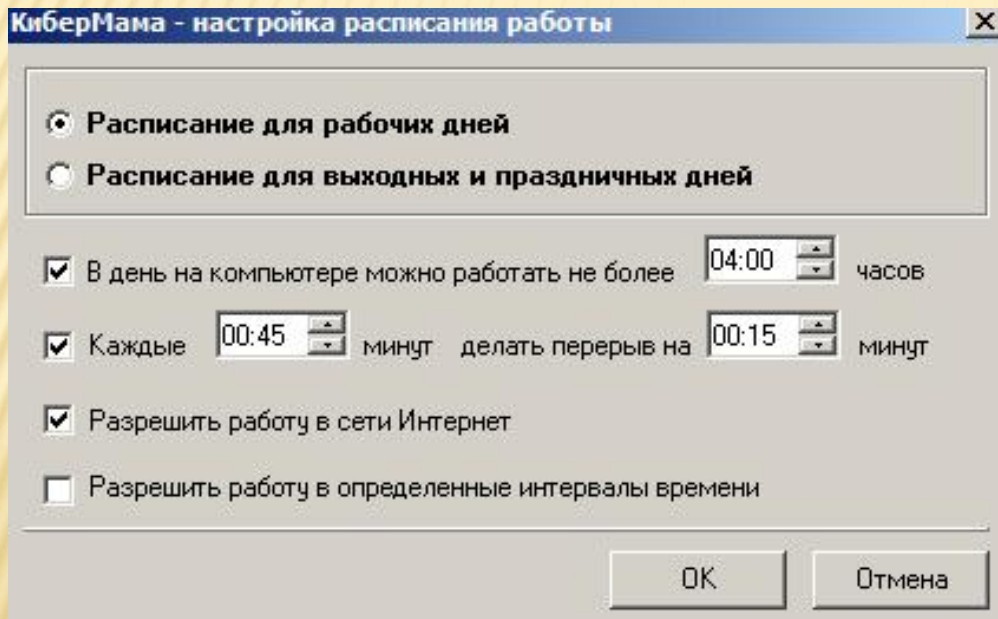 КиберМама - настройка расписания работы
Расписание для рабочих дней
Расписание для выходных и праздничных дней
В день на компьютере можно работать не более 04:00 часов
Каждые 00:45 минут делать перерыв на 00:15 минут
Разрешить работу в сети Интернет
Разрешить работу в определенные интервалы времени
OK Отмена